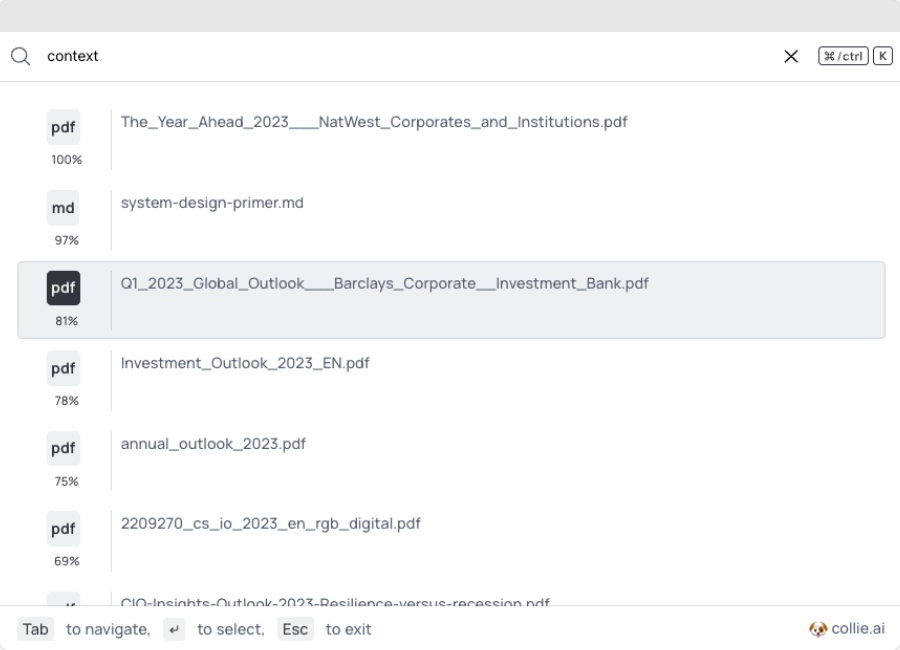 context ⌘/ctrl K
pdf The_Year_Ahead_2023___NatWest_Corporates_and_Institutions.pdf
100%
md system-design-primer.md
97%
pdf Q1_2023_Global_Outlook___Barclays_Corporate__Investment_Bank.pdf
81%
pdf Investment_Outlook_2023_EN.pdf
78%
pdf annual_outlook_2023.pdf
75%
pdf 2209270_cs_io_2023_en_rgb_digital.pdf
69%
pdf CIO-Insights-Outlook-2023-Resilience-versus-recession.pdf
Tab to navigate, ↵ to select, Esc to exit collie.ai